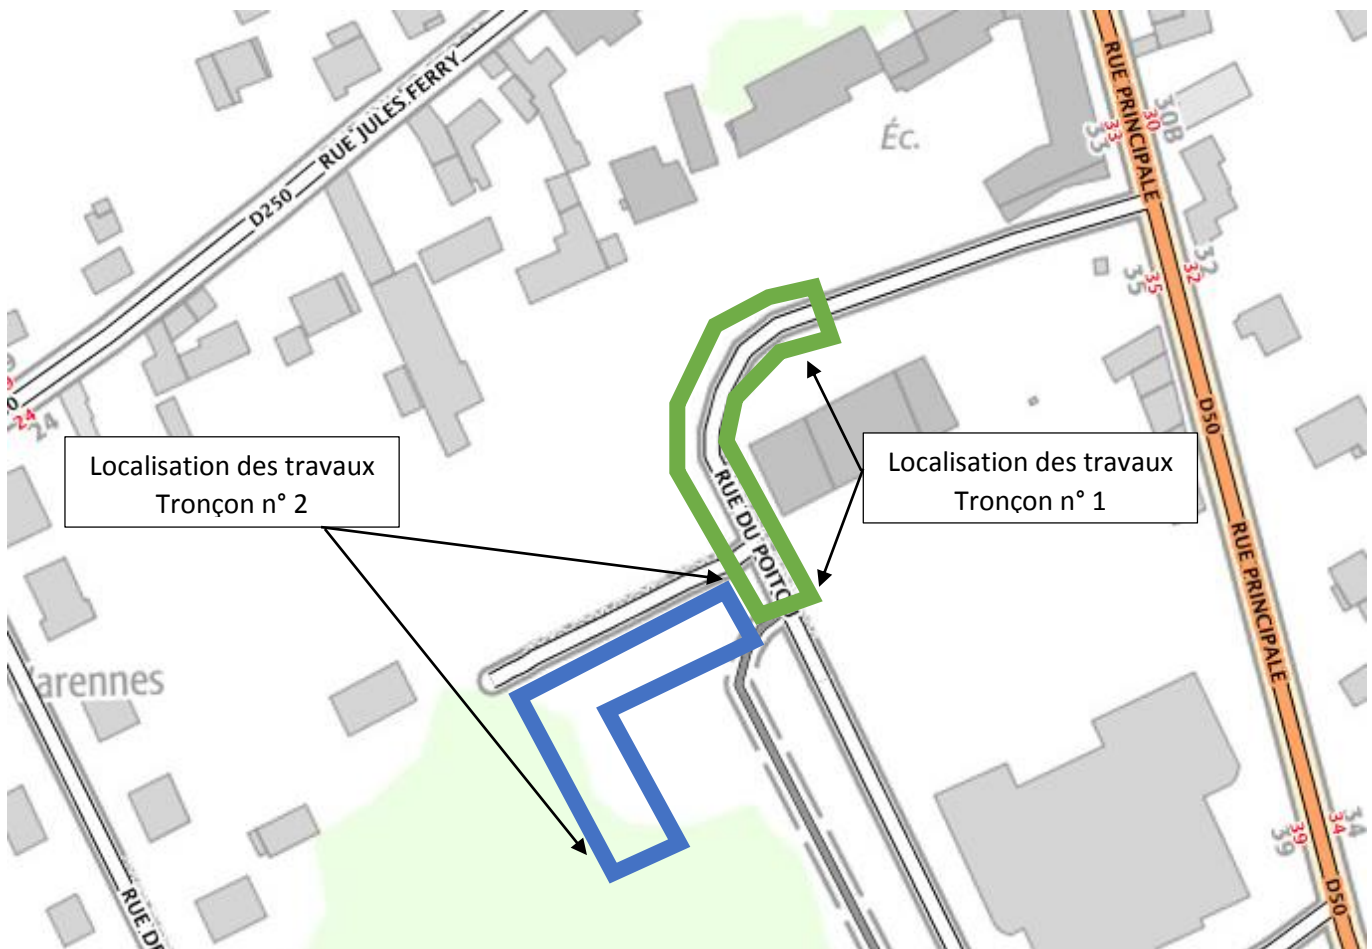 RUE JULES FERRY
D250
Éc.
RUE PRINCIPALE
30B
30
33
33
32
32
35
35
24
24
Localisation des travaux
Tronçon n° 2
Localisation des travaux
Tronçon n° 1
D50
RUE DU POITO
RUE PRINCIPALE
arennes
34
34
39
39
D50
RUE DE